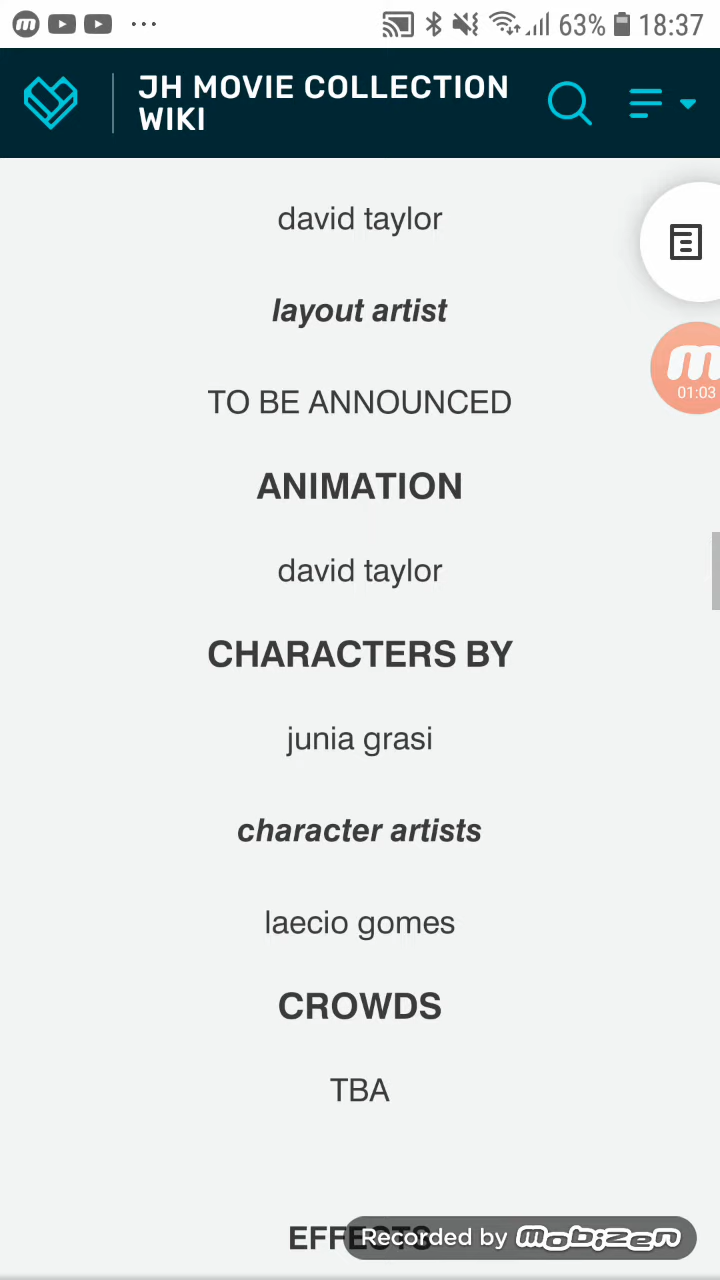 63% 18:37
JH MOVIE COLLECTION
WIKI
david taylor
layout artist
01:03
TO BE ANNOUNCED
ANIMATION
david taylor
CHARACTERS BY
junia grasi
character artists
laecio gomes
CROWDS
TBA
EFFECTS
Recorded by mobizen